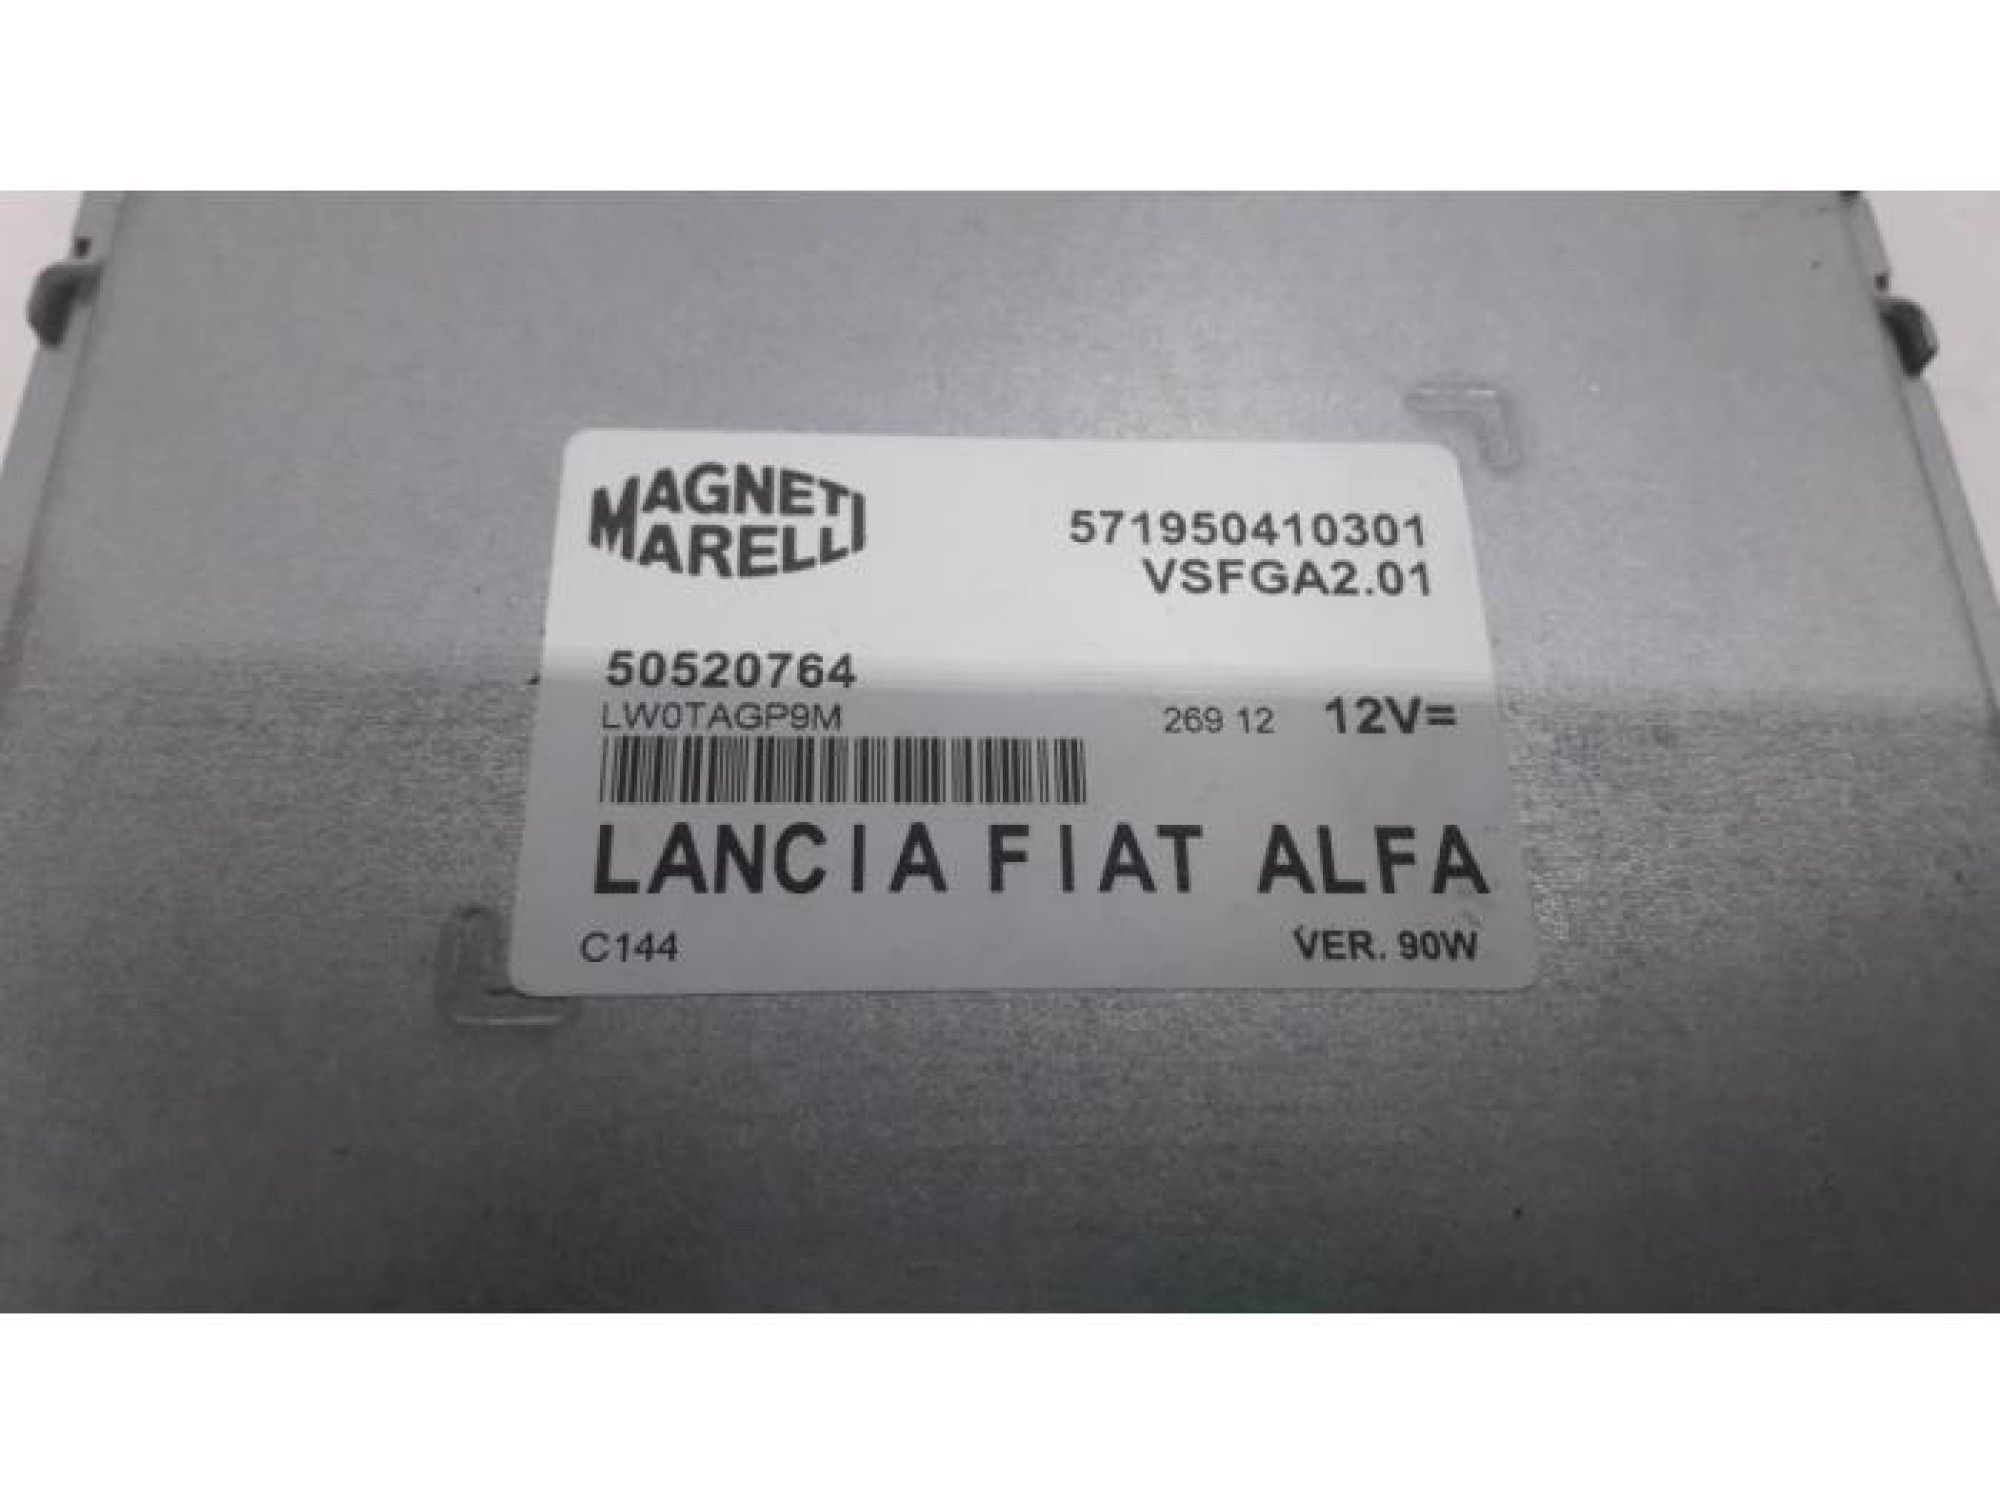 MAGNETI
MARELLI
571950410301
VSFGA2.01
50520764
LW0TAGP9M
269 12 12V=
LANCIA FIAT ALFA
C144
VER. 90W